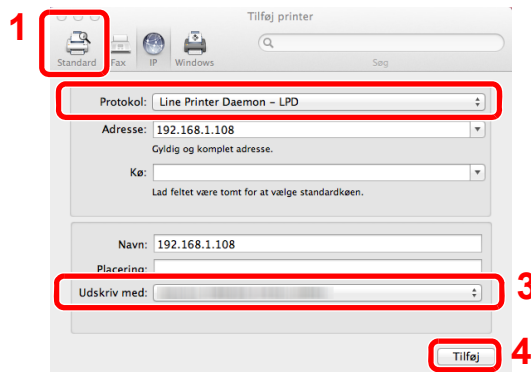 Tilføj printer
1
Standard Fax IP Windows
Søg
Protokol: Line Printer Daemon – LPD
Adresse: 192.168.1.108
Gyldig og komplet adresse.
Kø:
Lad feltet være tomt for at vælge standardkøen.
Navn: 192.168.1.108
Placering:
Udskriv med:
3
Tilføj
4